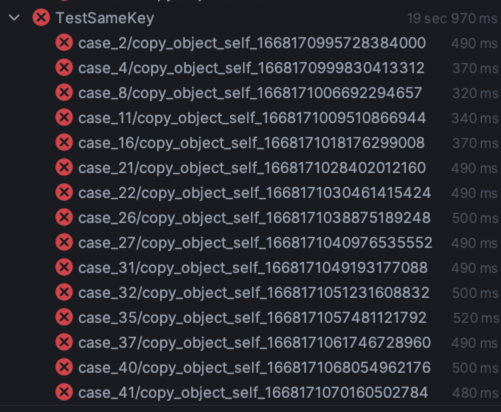 TestSameKey 19 sec 970 ms
case_2/copy_object_self_1668170995728384000 490 ms
case_4/copy_object_self_1668170999830413312 370 ms
case_8/copy_object_self_1668171006692294657 320 ms
case_11/copy_object_self_1668171009510866944 340 ms
case_16/copy_object_self_1668171018176299008 370 ms
case_21/copy_object_self_1668171028402012160 490 ms
case_22/copy_object_self_1668171030461415424 490 ms
case_26/copy_object_self_1668171038875189248 500 ms
case_27/copy_object_self_1668171040976535552 490 ms
case_31/copy_object_self_1668171049193177088 490 ms
case_32/copy_object_self_1668171051231608832 500 ms
case_35/copy_object_self_1668171057481121792 520 ms
case_37/copy_object_self_1668171061746728960 490 ms
case_40/copy_object_self_1668171068054962176 500 ms
case_41/copy_object_self_1668171070160502784 480 ms